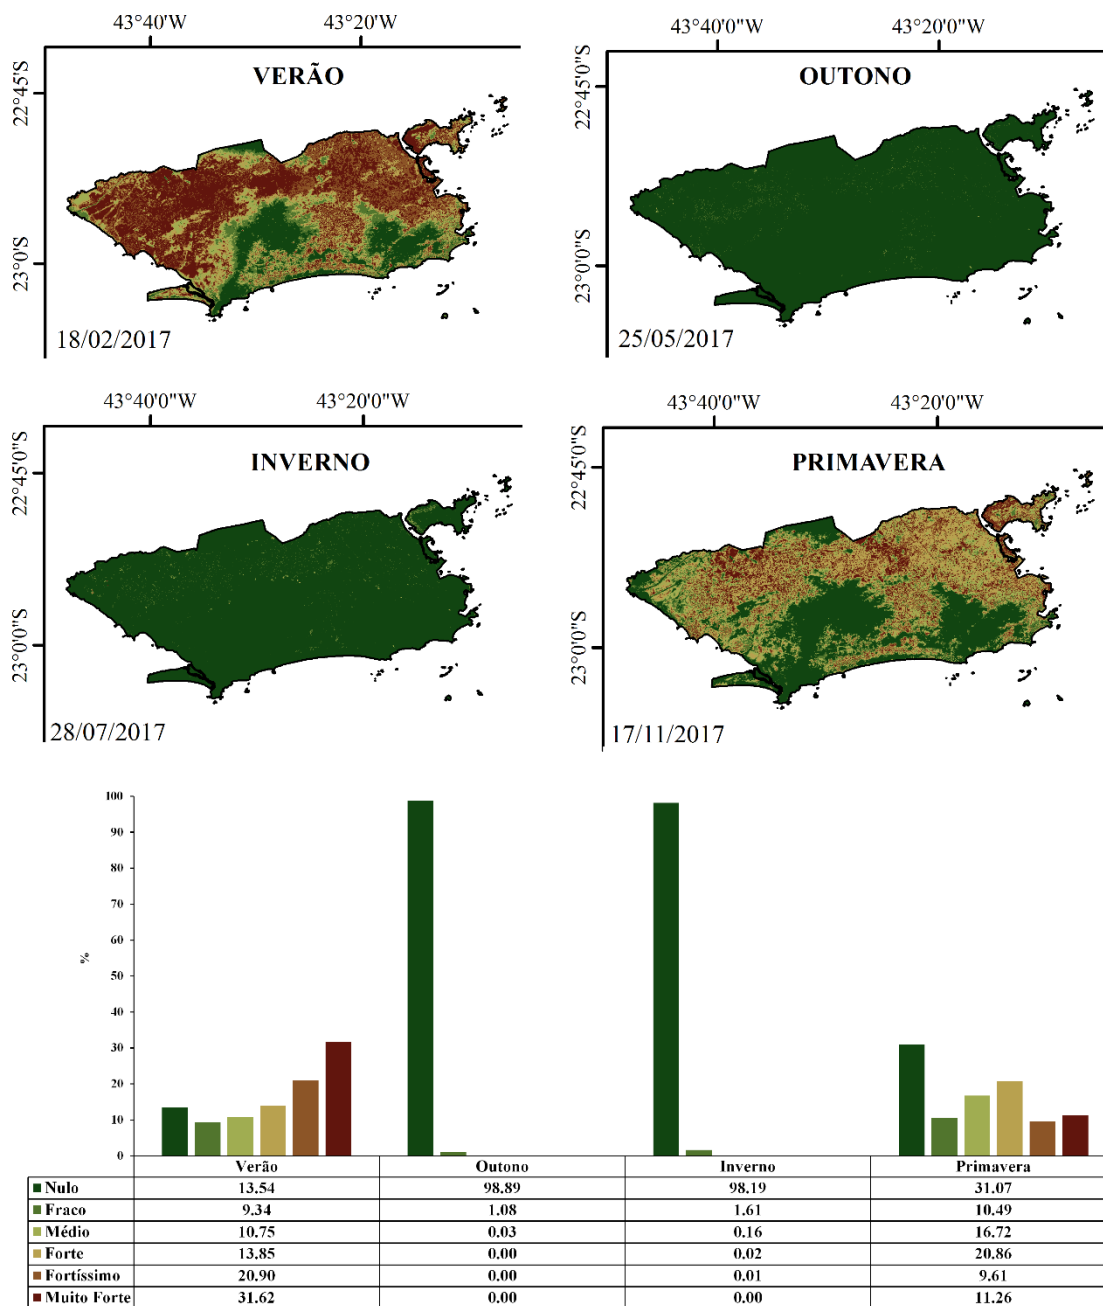 43°40'W 43°20'W
VERÃO
22°45'S
23°0'0"S
18/02/2017
43°40'0"W 43°20'0"W
OUTONO
22°45'0"S
23°0'0"S
25/05/2017
43°40'0"W 43°20'0"W
INVERNO
22°45'0"S
23°0'0"S
28/07/2017
43°40'0"W 43°20'0"W
PRIMAVERA
22°45'0"S
23°0'0"S
17/11/2017
100
90
80
70
60
50
40
30
20
10
0
%
Verão Outono Inverno Primavera
Nulo 13.54 98.89 98.19 31.07
Fraco 9.34 1.08 1.61 10.49
Médio 10.75 0.03 0.16 16.72
Forte 13.85 0.00 0.02 20.86
Fortíssimo 20.90 0.00 0.01 9.61
Muito Forte 31.62 0.00 0.00 11.26